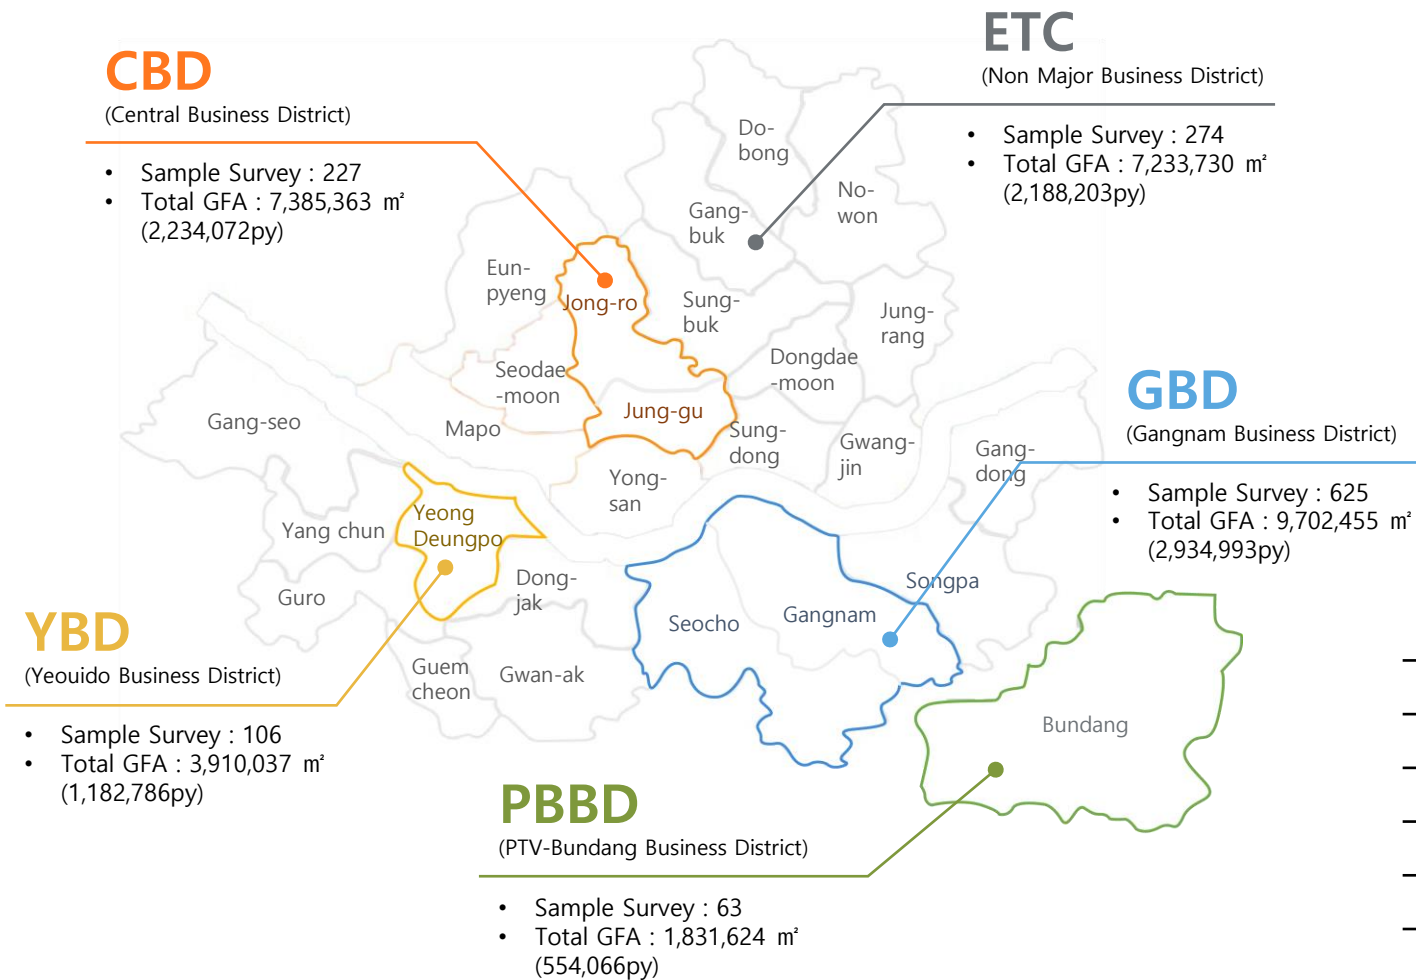 ETC
(Non Major Business District)
• Sample Survey : 274
• Total GFA : 7,233,730 ㎡
(2,188,203py)
CBD
(Central Business District)
• Sample Survey : 227
• Total GFA : 7,385,363 ㎡
(2,234,072py)
Do-
bong
No-
won
Gang-
buk
Eun-
pyeng
Jong-ro
Sung-
buk
Jung-
rang
Dongdae
-moon
Seodae
-moon
Jung-gu
Gang-seo
Mapo
Sung-
dong
Gwang-
jin
Gang-
dong
GBD
(Gangnam Business District)
• Sample Survey : 625
• Total GFA : 9,702,455 ㎡
(2,934,993py)
Yong-
san
Yang chun
Yeong
Deungpo
Guro
Dong-
jak
Seocho
Gangnam
Songpa
Guem
cheon
Gwan-ak
Bundang
YBD
(Yeouido Business District)
• Sample Survey : 106
• Total GFA : 3,910,037 ㎡
(1,182,786py)
PBBD
(PTV-Bundang Business District)
• Sample Survey : 63
• Total GFA : 1,831,624 ㎡
(554,066py)